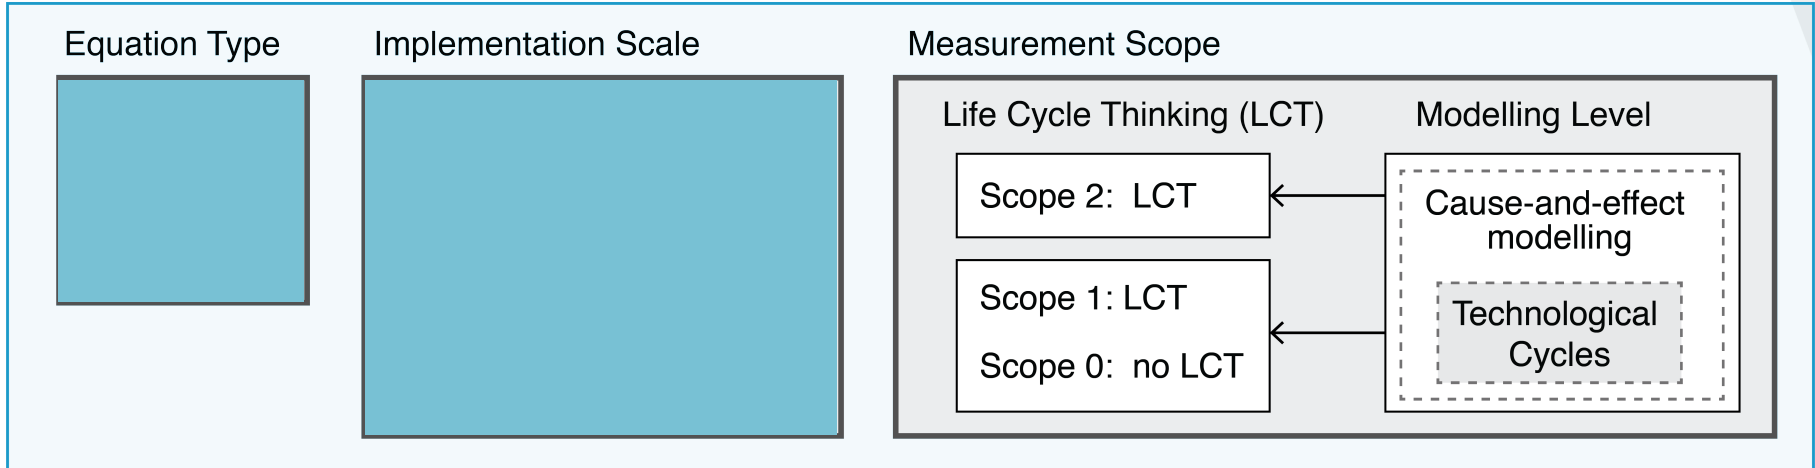 Equation Type
Implementation Scale
Measurement Scope
Life Cycle Thinking (LCT)
Modelling Level
Scope 2: LCT
Scope 1: LCT
Scope 0: no LCT
Cause-and-effect
modelling
Technological
Cycles